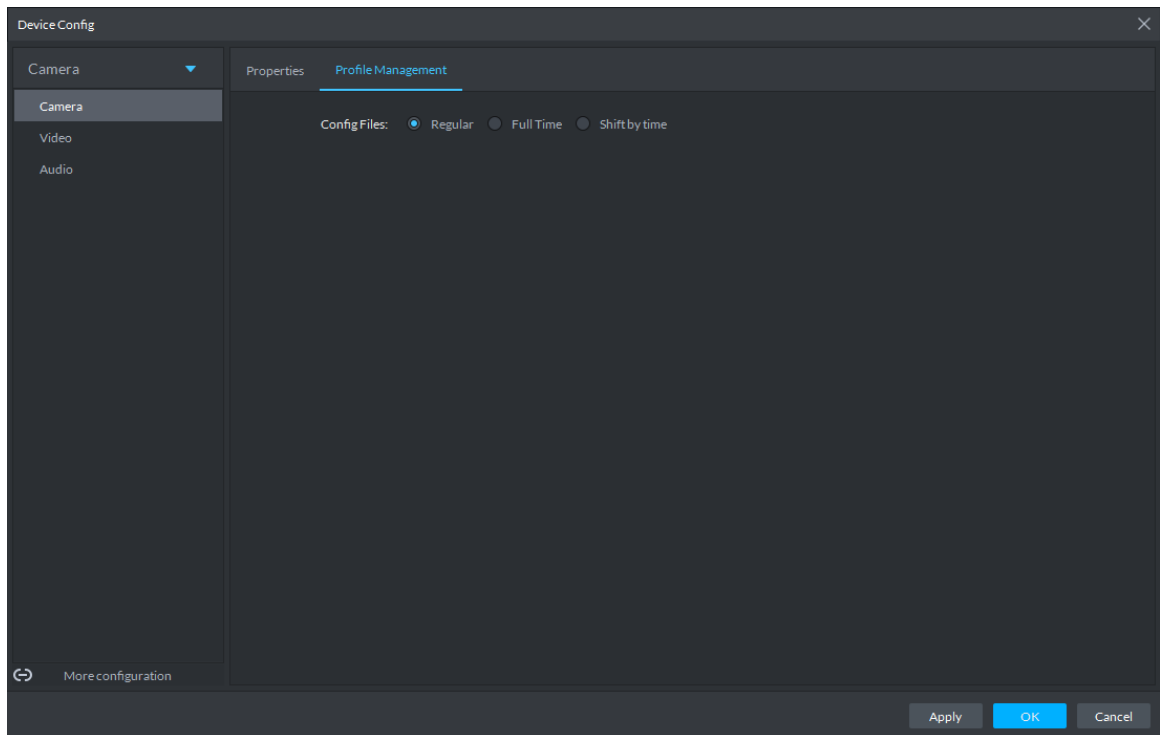 Device Config
Camera
Camera
Video
Audio
More configuration
Properties Profile Management
Config Files: Regular Full Time Shift by time
Apply OK Cancel